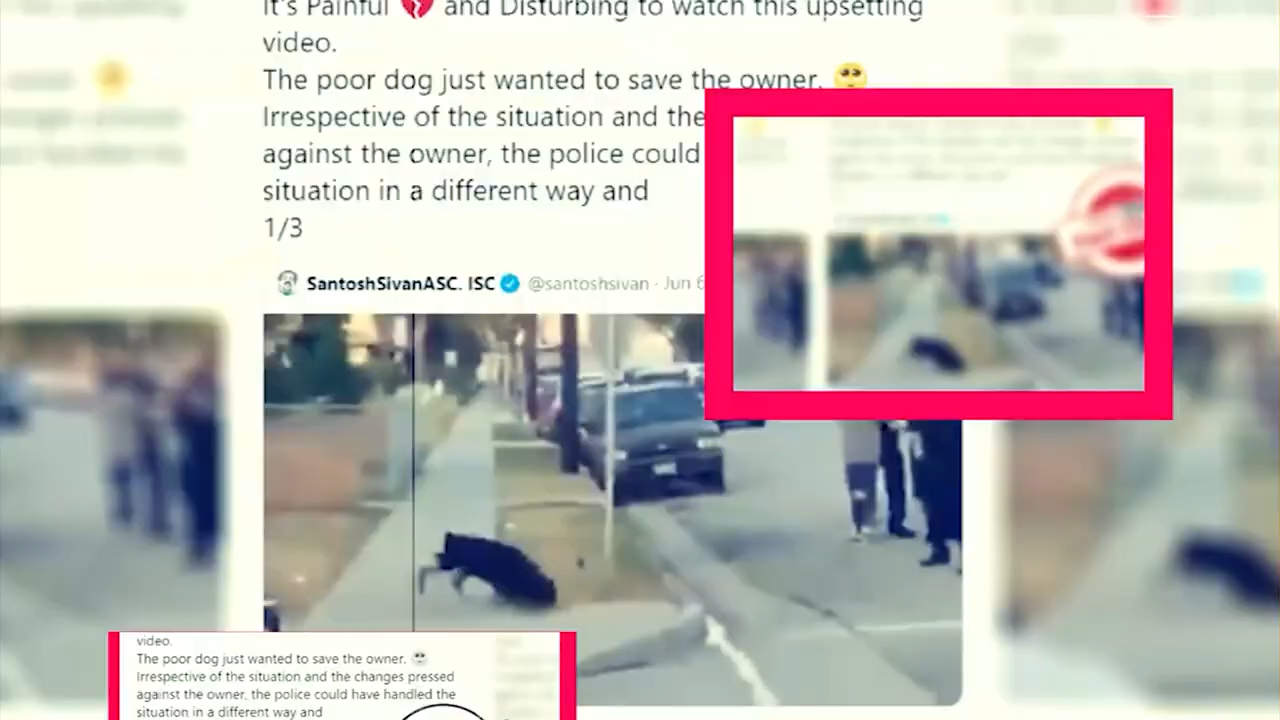 It's Painful 💔 and Disturbing to watch this upsetting
video.
The poor dog just wanted to save the owner. 🥺
Irrespective of the situation and the
against the owner, the police could
situation in a different way and
1/3
SantoshSivanASC. ISC @santoshsivan · Jun 6
video.
The poor dog just wanted to save the owner. 🥺
Irrespective of the situation and the changes pressed
against the owner, the police could have handled the
situation in a different way and